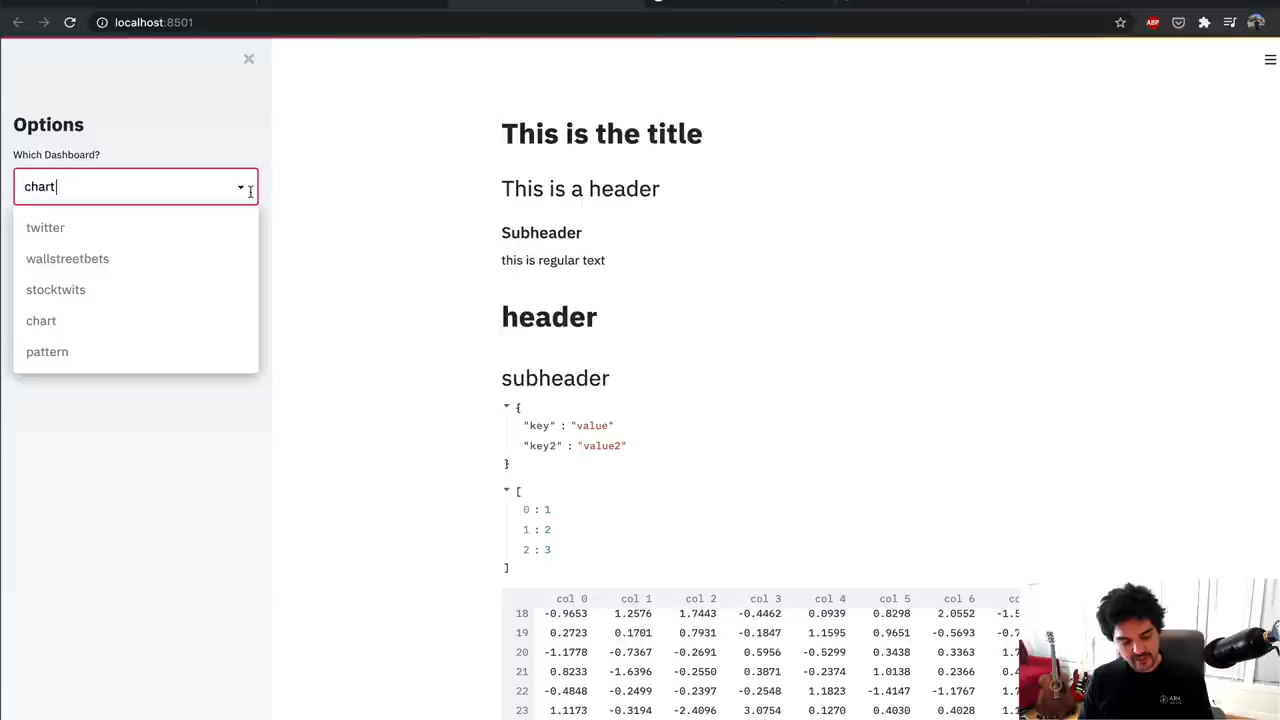 localhost:8501
ABP
Options
Which Dashboard?
chart
twitter
wallstreetbets
stocktwits
chart
pattern
This is the title
This is a header
Subheader
this is regular text
header
subheader
{
"key" : "value"
"key2" : "value2"
}
[
0 : 1
1 : 2
2 : 3
]
col 0 col 1 col 2 col 3 col 4 col 5 col 6
18 -0.9653 1.2576 1.7443 -0.4462 0.0939 0.8298 2.0552
19 0.2723 0.1701 0.7931 -0.1847 1.1595 0.9651 -0.5693
20 -1.1778 -0.7367 -0.2691 0.5956 -0.5299 0.3438 0.3363
21 0.8233 -1.6396 -0.2550 0.3871 -0.2374 1.0138 0.2366
22 -0.4848 -0.2499 -0.2397 -0.2548 1.1823 -1.4147 -1.1767
23 1.1173 -0.3194 -2.4096 3.0754 0.1270 0.4030 0.4028
ARK